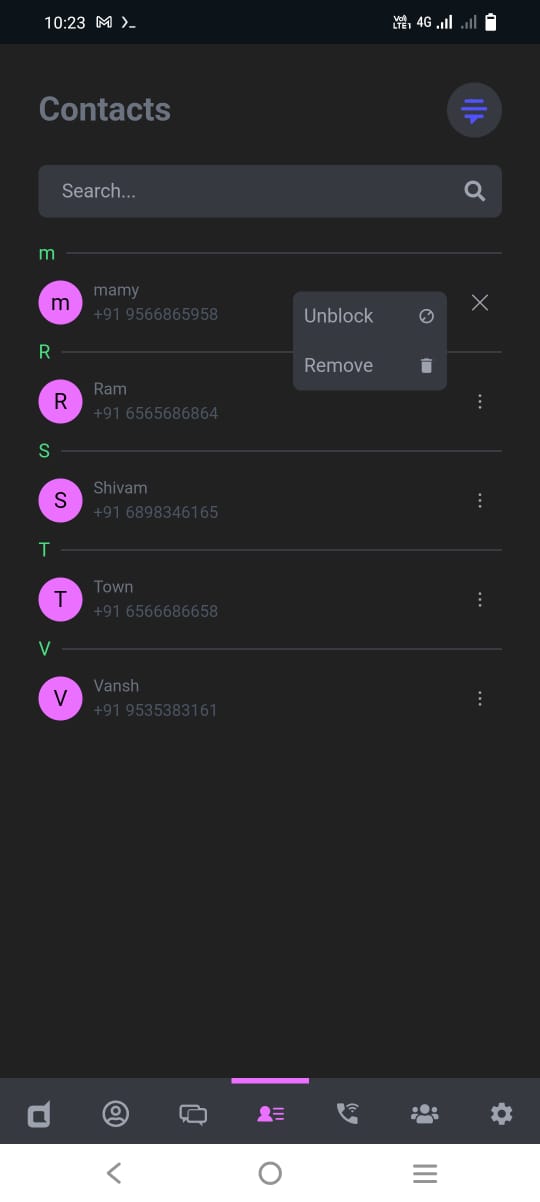 10:23
VoI) LTE1 4G
Contacts
Search...
m
m
mamy
+91 9566865958
Unblock
Remove
R
R
Ram
+91 6565686864
S
S
Shivam
+91 6898346165
T
T
Town
+91 6566686658
V
V
Vansh
+91 9535383161